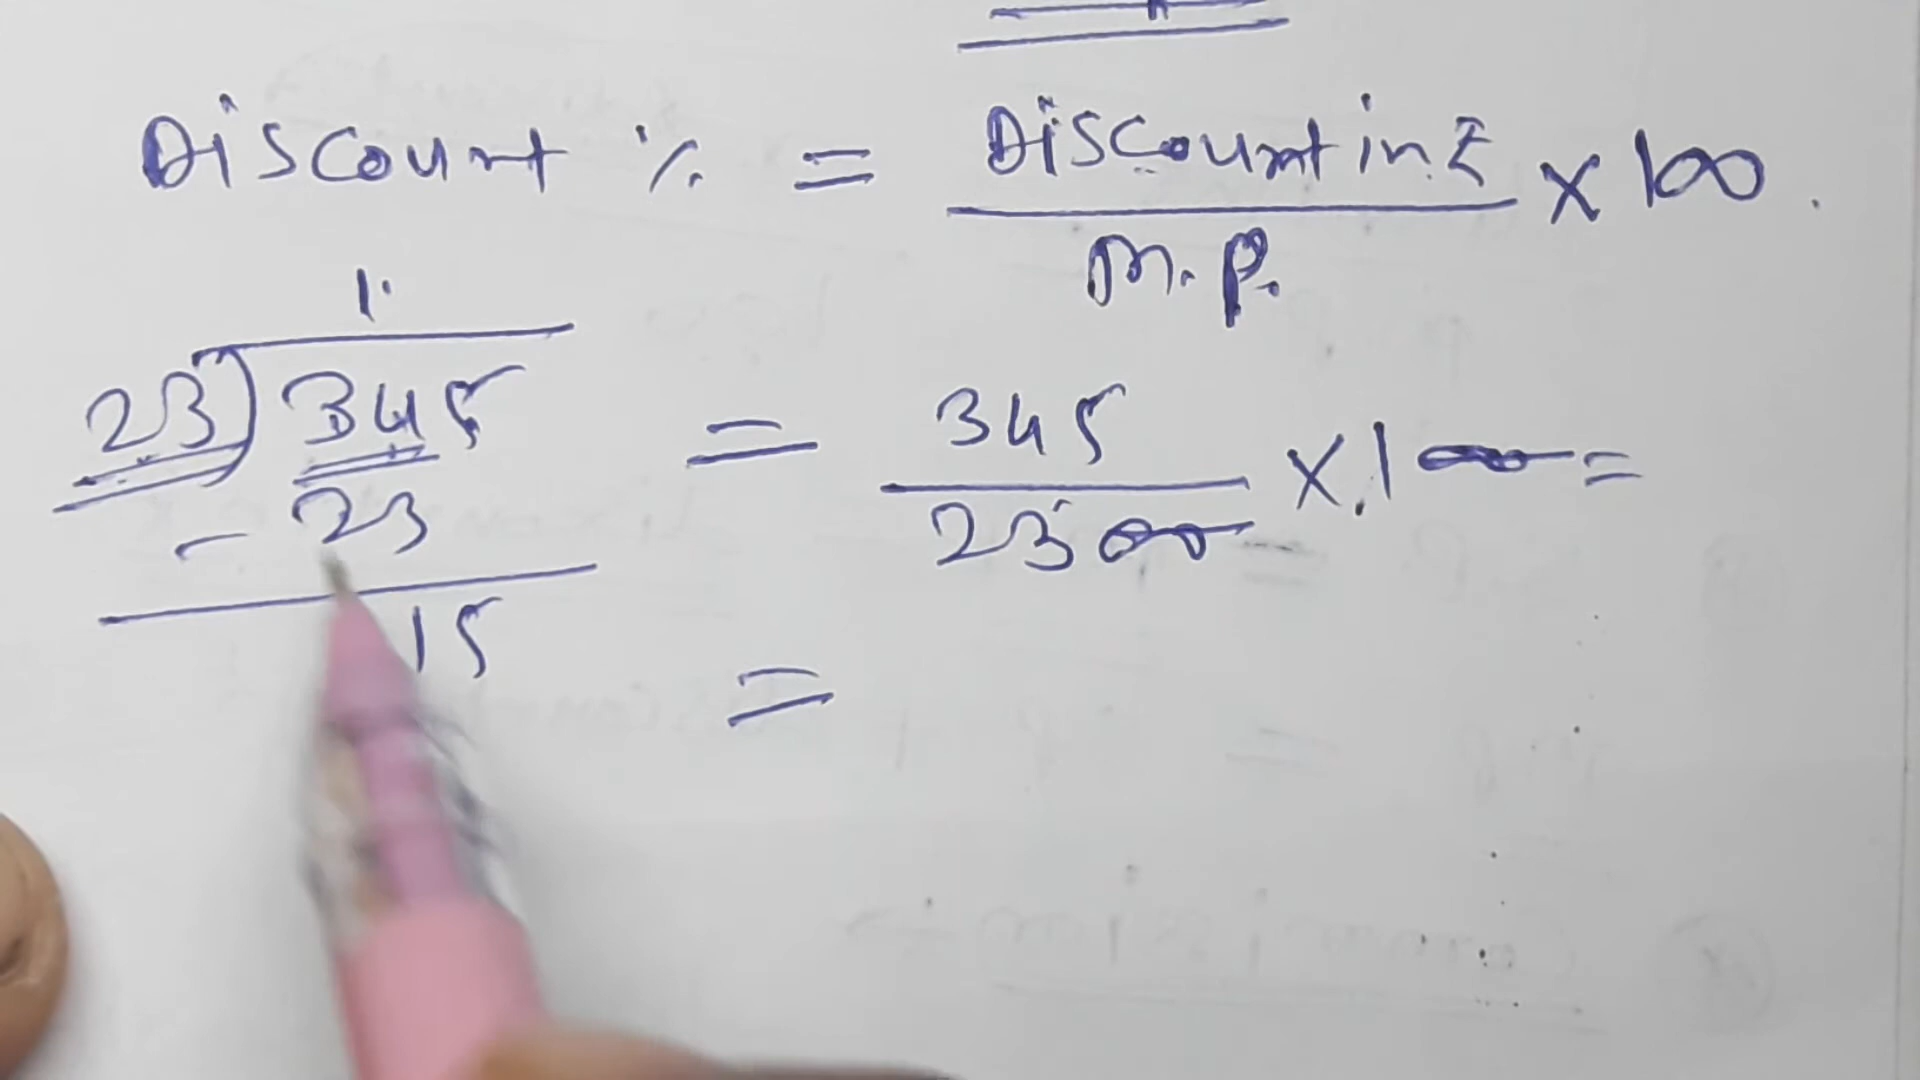 Discount % = Discount in ₹ / M.P. × 100.
1
23)345 = 345 / 2300 × 100 =
- 23
15 =